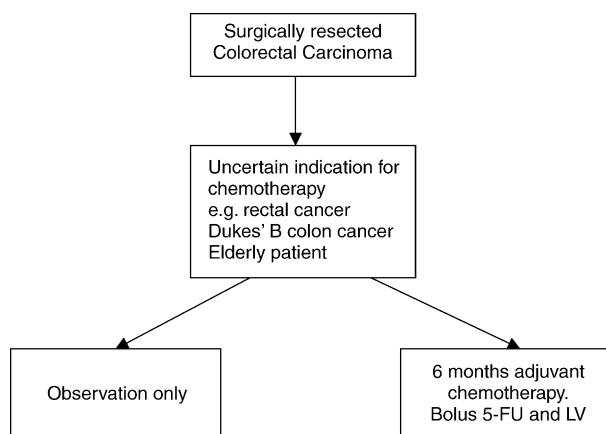 Surgically resected
Colorectal Carcinoma
Uncertain indication for
chemotherapy
e.g. rectal cancer
Dukes' B colon cancer
Elderly patient
Observation only
6 months adjuvant
chemotherapy.
Bolus 5-FU and LV